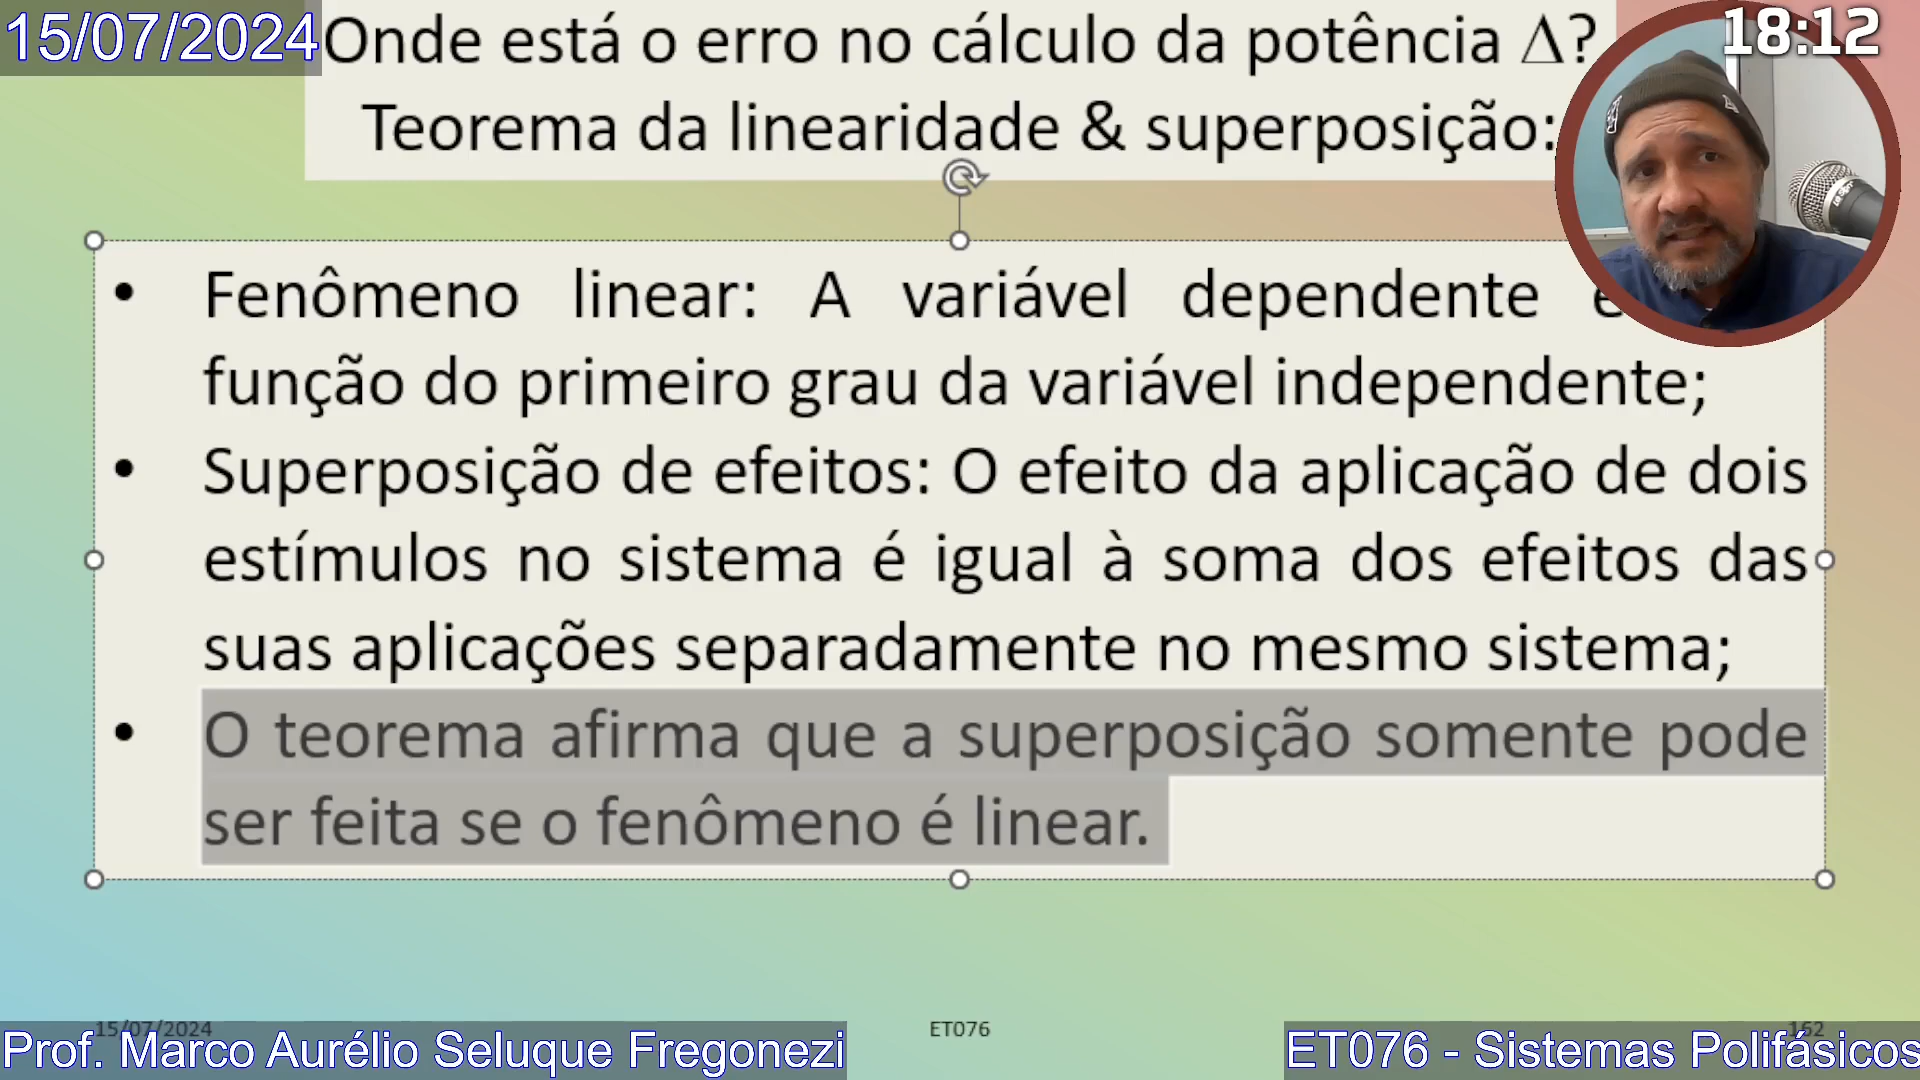 15/07/2024
Onde está o erro no cálculo da potência Δ?
18:12
Teorema da linearidade & superposição:
• Fenômeno linear: A variável dependente
função do primeiro grau da variável independente;
• Superposição de efeitos: O efeito da aplicação de dois
estímulos no sistema é igual à soma dos efeitos das
suas aplicações separadamente no mesmo sistema;
• O teorema afirma que a superposição somente pode
ser feita se o fenômeno é linear.
15/07/2024
ET076
162
Prof. Marco Aurélio Seluque Fregonezi
ET076 - Sistemas Polifásicos